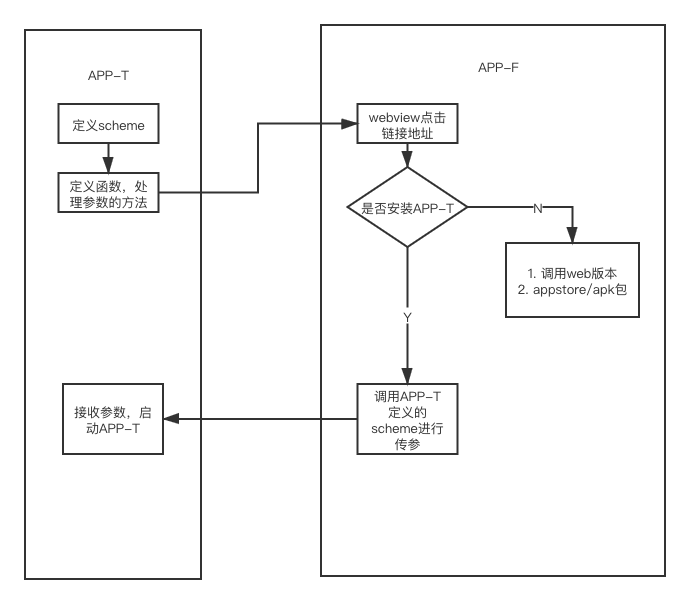 APP-T
定义scheme
定义函数，处
理参数的方法
接收参数，启
动APP-T
APP-F
webview点击
链接地址
是否安装APP-T
N
1. 调用web版本
2. appstore/apk包
Y
调用APP-T
定义的
scheme进行
传参